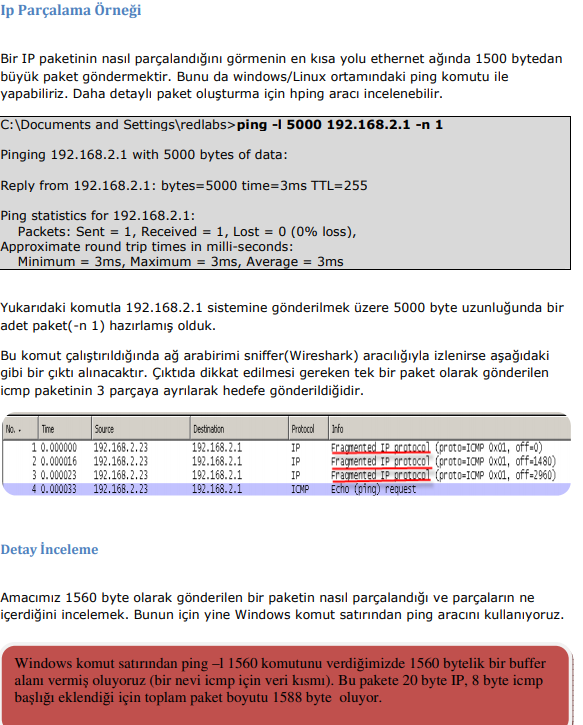 Ip Parçalama Örneği
Bir IP paketinin nasıl parçalandığını görmenin en kısa yolu ethernet ağında 1500 bytedan
büyük paket göndermektir. Bunu da windows/Linux ortamındaki ping komutu ile
yapabiliriz. Daha detaylı paket oluşturma için hping aracı incelenebilir.
C:\Documents and Settings\redlabs>ping -l 5000 192.168.2.1 -n 1
Pinging 192.168.2.1 with 5000 bytes of data:
Reply from 192.168.2.1: bytes=5000 time=3ms TTL=255
Ping statistics for 192.168.2.1:
Packets: Sent = 1, Received = 1, Lost = 0 (0% loss),
Approximate round trip times in milli-seconds:
Minimum = 3ms, Maximum = 3ms, Average = 3ms
Yukarıdaki komutla 192.168.2.1 sistemine gönderilmek üzere 5000 byte uzunluğunda bir
adet paket(-n 1) hazırlamış olduk.
Bu komut çalıştırıldığında ağ arabirimi sniffer(Wireshark) aracılığıyla izlenirse aşağıdaki
gibi bir çıktı alınacaktır. Çıktıda dikkat edilmesi gereken tek bir paket olarak gönderilen
icmp paketinin 3 parçaya ayrılarak hedefe gönderildiğidir.
No. - Time Source Destination Protocol Info
1 0.000000 192.168.2.23 192.168.2.1 IP Fragmented IP protocol (proto=ICMP 0x01, off=0)
2 0.000016 192.168.2.23 192.168.2.1 IP Fragmented IP protocol (proto=ICMP 0x01, off=1480)
3 0.000023 192.168.2.23 192.168.2.1 IP Fragmented IP protocol (proto=ICMP 0x01, off=2960)
4 0.000033 192.168.2.23 192.168.2.1 ICMP Echo (ping) request
Detay İnceleme
Amacımız 1560 byte olarak gönderilen bir paketin nasıl parçalandığı ve parçaların ne
içerdiğini incelemek. Bunun için yine Windows komut satırından ping aracını kullanıyoruz.
Windows komut satırından ping –l 1560 komutunu verdiğimizde 1560 bytelik bir buffer
alanı vermiş oluyoruz (bir nevi icmp için veri kısmı). Bu pakete 20 byte IP, 8 byte icmp
başlığı eklendiği için toplam paket boyutu 1588 byte oluyor.